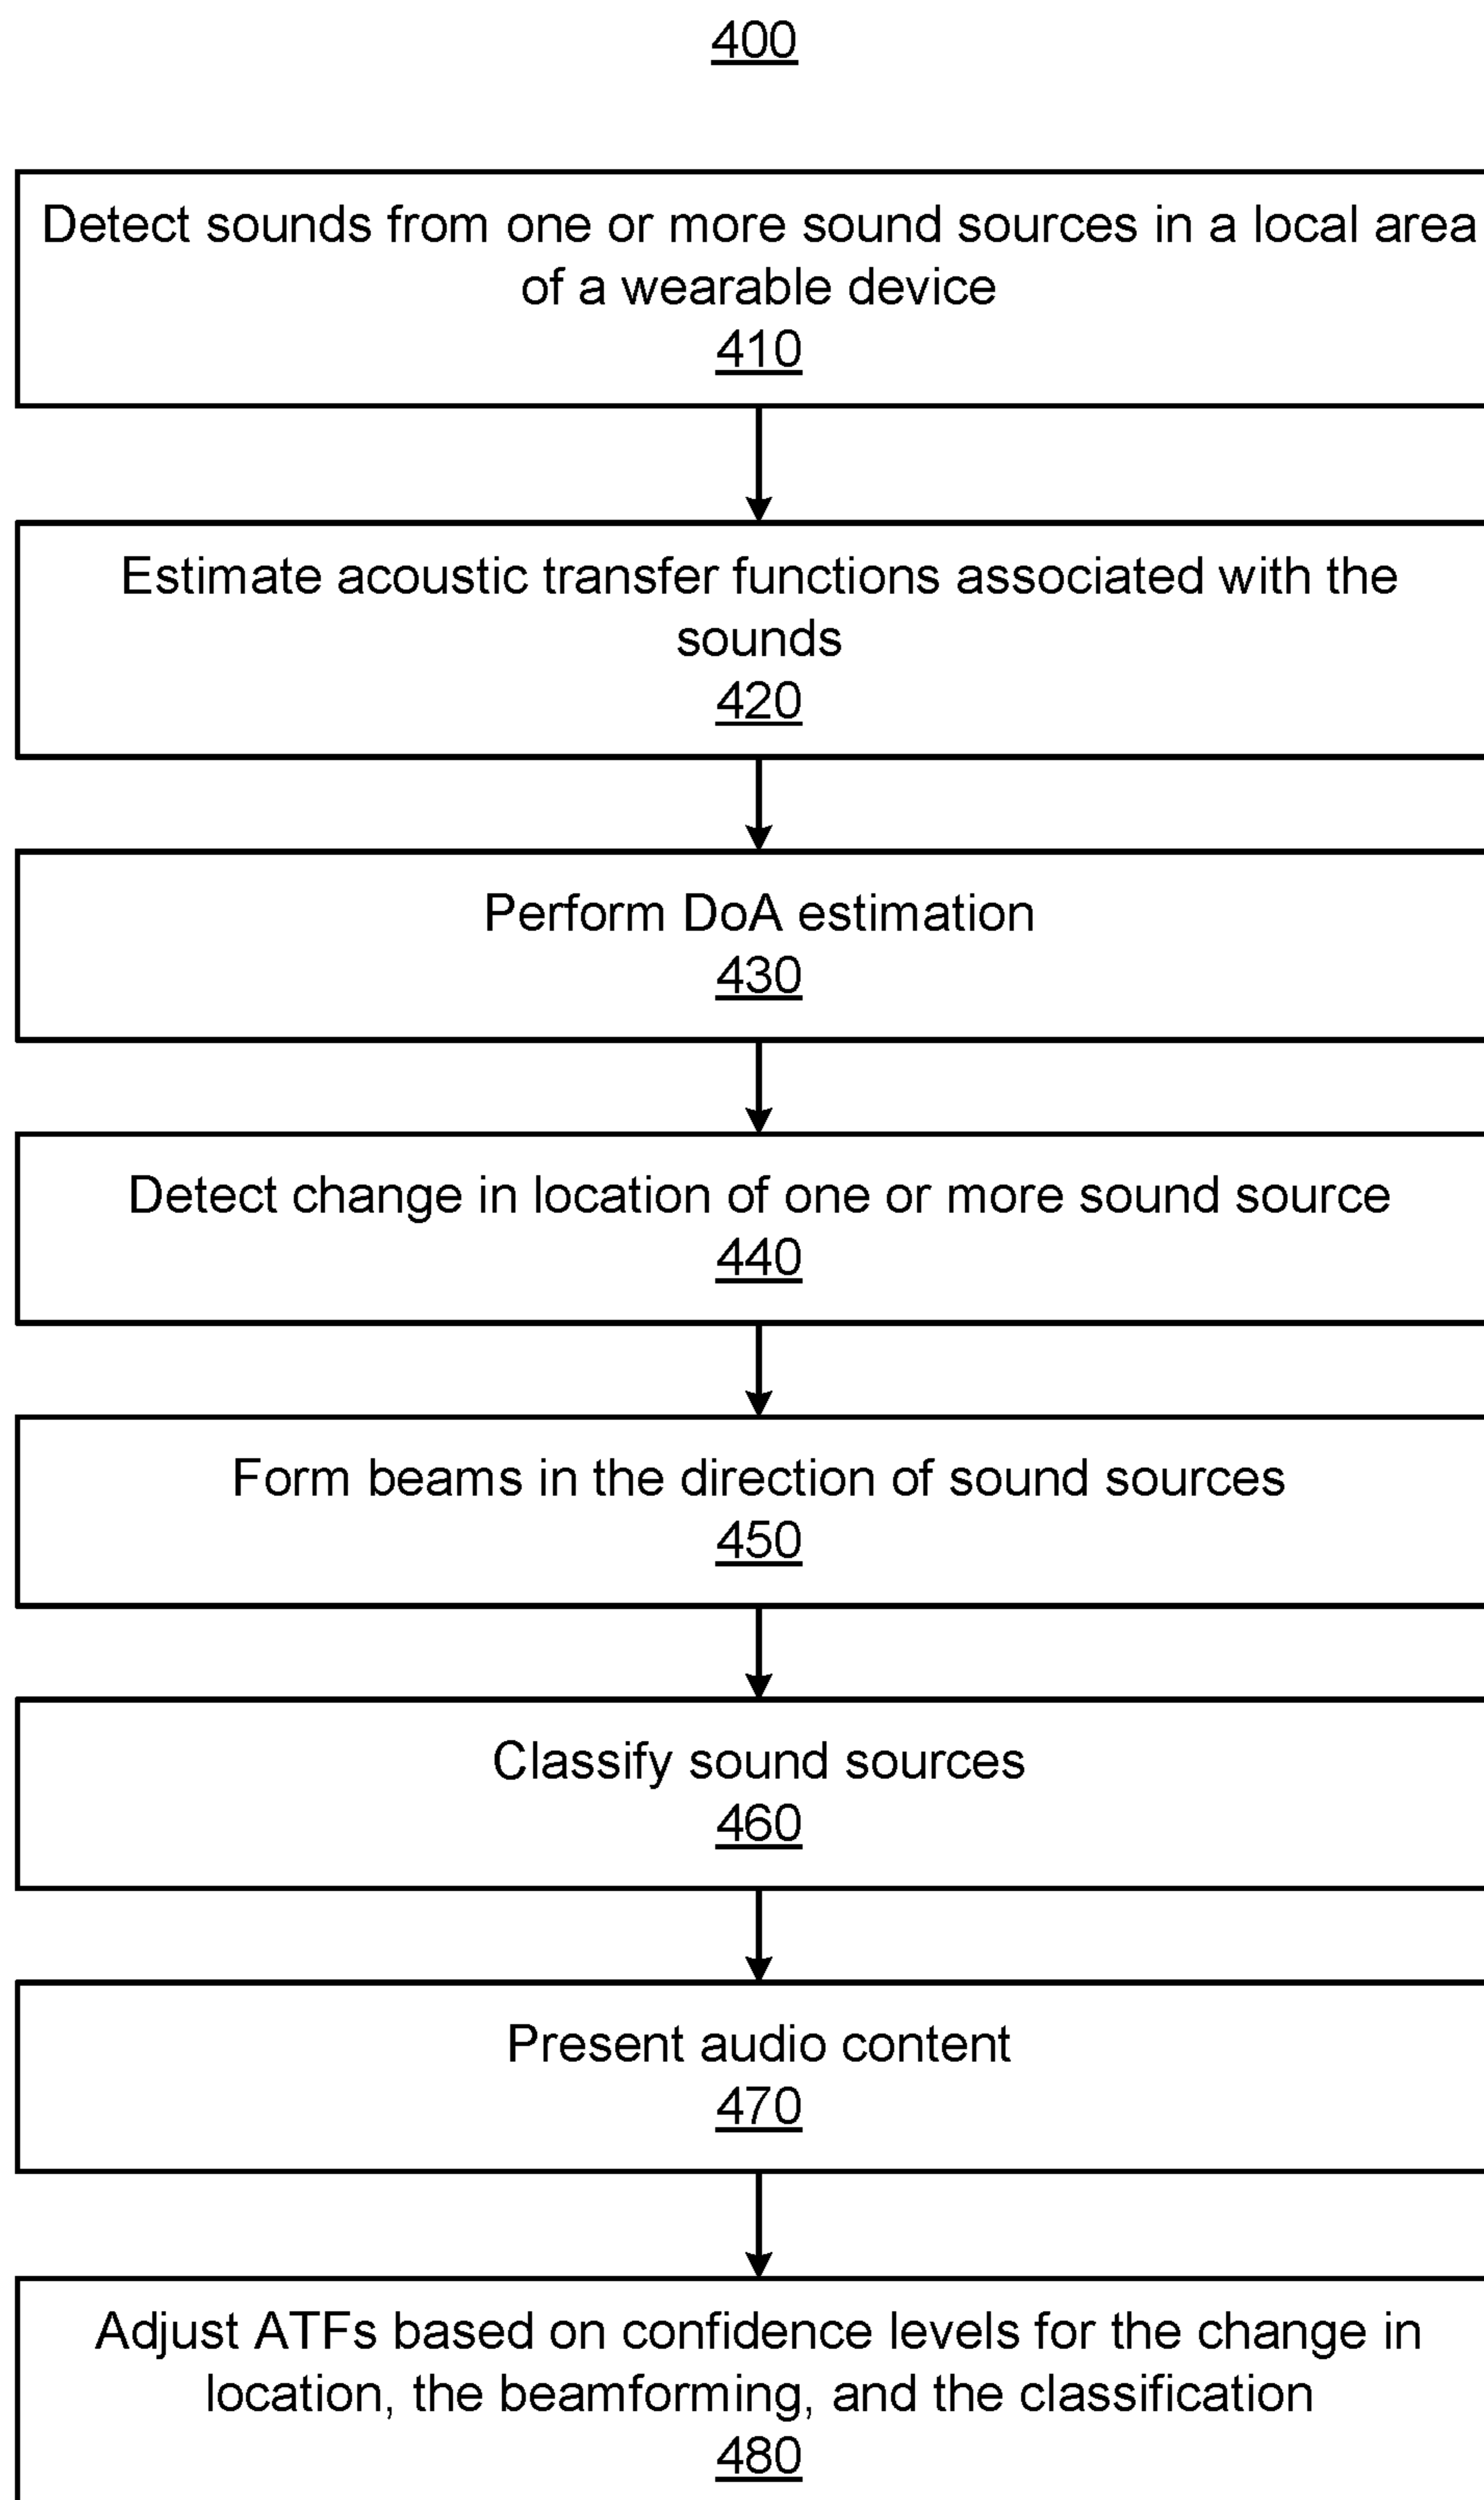 400
Detect sounds from one or more sound sources in a local area
of a wearable device
410
Estimate acoustic transfer functions associated with the
sounds
420
Perform DoA estimation
430
Detect change in location of one or more sound source
440
Form beams in the direction of sound sources
450
Classify sound sources
460
Present audio content
470
Adjust ATFs based on confidence levels for the change in
location, the beamforming, and the classification
480